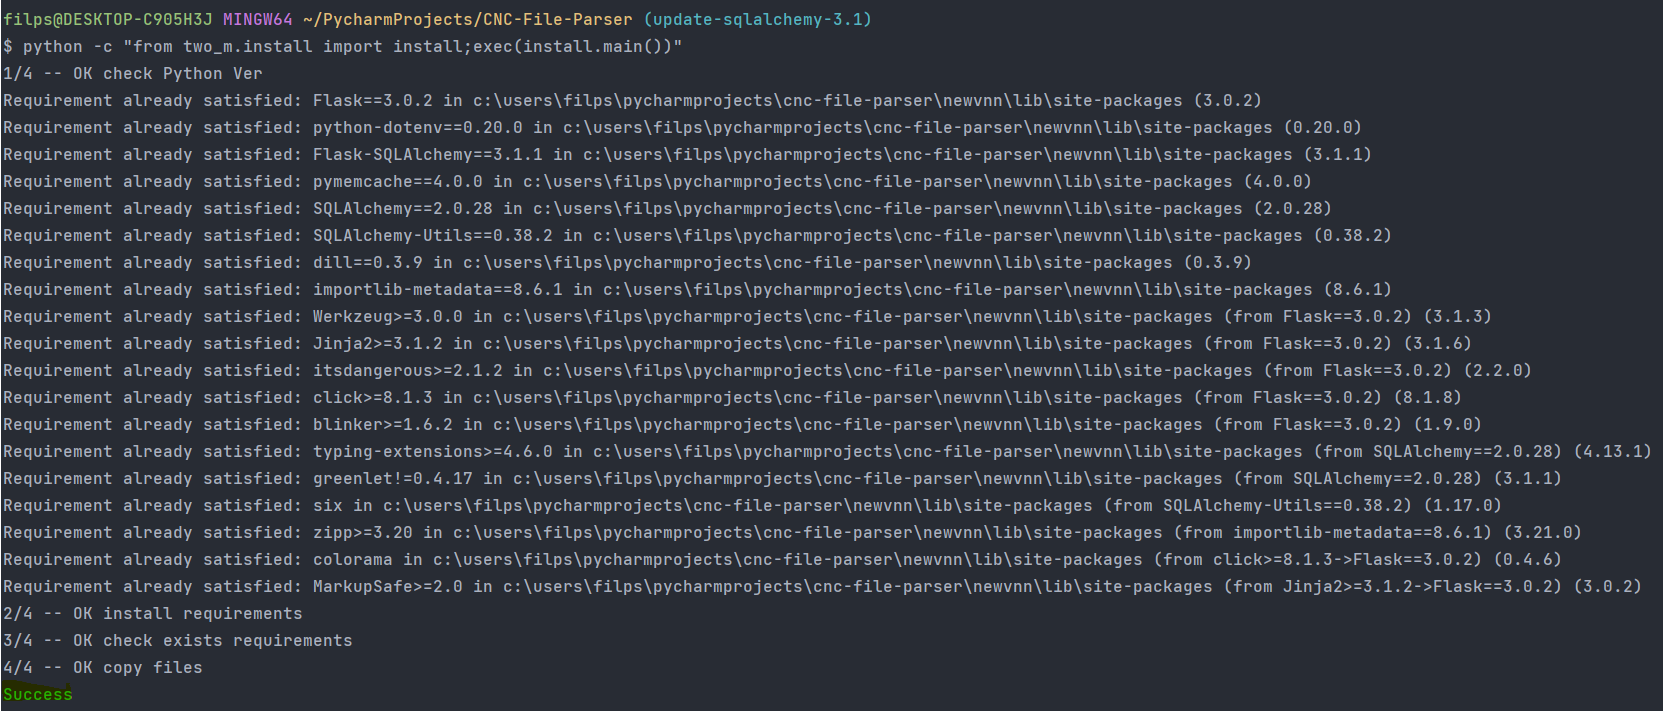 filps@DESKTOP-C905H3J MINGW64 ~/PycharmProjects/CNC-File-Parser (update-sqlalchemy-3.1)
$ python -c "from two_m.install import install;exec(install.main())"
1/4 -- OK check Python Ver
Requirement already satisfied: Flask==3.0.2 in c:\users\filps\pycharmprojects\cnc-file-parser\newvnn\lib\site-packages (3.0.2)
Requirement already satisfied: python-dotenv==0.20.0 in c:\users\filps\pycharmprojects\cnc-file-parser\newvnn\lib\site-packages (0.20.0)
Requirement already satisfied: Flask-SQLAlchemy==3.1.1 in c:\users\filps\pycharmprojects\cnc-file-parser\newvnn\lib\site-packages (3.1.1)
Requirement already satisfied: pymemcache==4.0.0 in c:\users\filps\pycharmprojects\cnc-file-parser\newvnn\lib\site-packages (4.0.0)
Requirement already satisfied: SQLAlchemy==2.0.28 in c:\users\filps\pycharmprojects\cnc-file-parser\newvnn\lib\site-packages (2.0.28)
Requirement already satisfied: SQLAlchemy-Utils==0.38.2 in c:\users\filps\pycharmprojects\cnc-file-parser\newvnn\lib\site-packages (0.38.2)
Requirement already satisfied: dill==0.3.9 in c:\users\filps\pycharmprojects\cnc-file-parser\newvnn\lib\site-packages (0.3.9)
Requirement already satisfied: importlib-metadata==8.6.1 in c:\users\filps\pycharmprojects\cnc-file-parser\newvnn\lib\site-packages (8.6.1)
Requirement already satisfied: Werkzeug>=3.0.0 in c:\users\filps\pycharmprojects\cnc-file-parser\newvnn\lib\site-packages (from Flask==3.0.2) (3.1.3)
Requirement already satisfied: Jinja2>=3.1.2 in c:\users\filps\pycharmprojects\cnc-file-parser\newvnn\lib\site-packages (from Flask==3.0.2) (3.1.6)
Requirement already satisfied: itsdangerous>=2.1.2 in c:\users\filps\pycharmprojects\cnc-file-parser\newvnn\lib\site-packages (from Flask==3.0.2) (2.2.0)
Requirement already satisfied: click>=8.1.3 in c:\users\filps\pycharmprojects\cnc-file-parser\newvnn\lib\site-packages (from Flask==3.0.2) (8.1.8)
Requirement already satisfied: blinker>=1.6.2 in c:\users\filps\pycharmprojects\cnc-file-parser\newvnn\lib\site-packages (from Flask==3.0.2) (1.9.0)
Requirement already satisfied: typing-extensions>=4.6.0 in c:\users\filps\pycharmprojects\cnc-file-parser\newvnn\lib\site-packages (from SQLAlchemy==2.0.28) (4.13.1)
Requirement already satisfied: greenlet!=0.4.17 in c:\users\filps\pycharmprojects\cnc-file-parser\newvnn\lib\site-packages (from SQLAlchemy==2.0.28) (3.1.1)
Requirement already satisfied: six in c:\users\filps\pycharmprojects\cnc-file-parser\newvnn\lib\site-packages (from SQLAlchemy-Utils==0.38.2) (1.17.0)
Requirement already satisfied: zipp>=3.20 in c:\users\filps\pycharmprojects\cnc-file-parser\newvnn\lib\site-packages (from importlib-metadata==8.6.1) (3.21.0)
Requirement already satisfied: colorama in c:\users\filps\pycharmprojects\cnc-file-parser\newvnn\lib\site-packages (from click>=8.1.3->Flask==3.0.2) (0.4.6)
Requirement already satisfied: MarkupSafe>=2.0 in c:\users\filps\pycharmprojects\cnc-file-parser\newvnn\lib\site-packages (from Jinja2>=3.1.2->Flask==3.0.2) (3.0.2)
2/4 -- OK install requirements
3/4 -- OK check exists requirements
4/4 -- OK copy files
Success